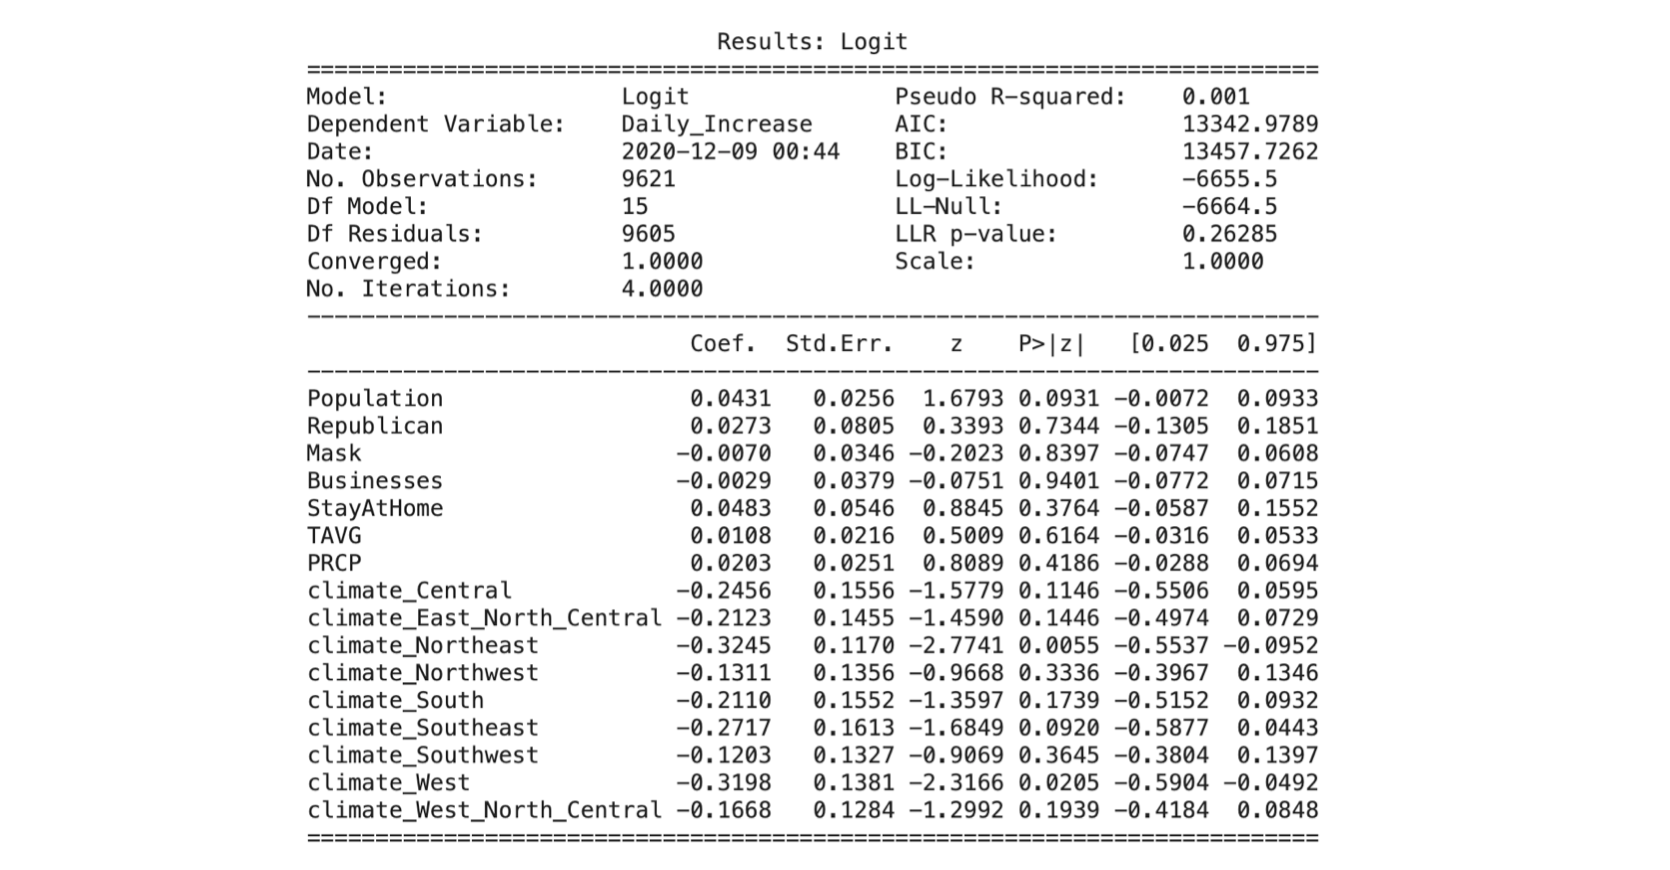 Results: Logit
==========================================================================
Model: Logit Pseudo R-squared: 0.001
Dependent Variable: Daily_Increase AIC: 13342.9789
Date: 2020-12-09 00:44 BIC: 13457.7262
No. Observations: 9621 Log-Likelihood: -6655.5
Df Model: 15 LL-Null: -6664.5
Df Residuals: 9605 LLR p-value: 0.26285
Converged: 1.0000 Scale: 1.0000
No. Iterations: 4.0000
--------------------------------------------------------------------------
Coef. Std.Err. z P>|z| [0.025 0.975]
--------------------------------------------------------------------------
Population 0.0431 0.0256 1.6793 0.0931 -0.0072 0.0933
Republican 0.0273 0.0805 0.3393 0.7344 -0.1305 0.1851
Mask -0.0070 0.0346 -0.2023 0.8397 -0.0747 0.0608
Businesses -0.0029 0.0379 -0.0751 0.9401 -0.0772 0.0715
StayAtHome 0.0483 0.0546 0.8845 0.3764 -0.0587 0.1552
TAVG 0.0108 0.0216 0.5009 0.6164 -0.0316 0.0533
PRCP 0.0203 0.0251 0.8089 0.4186 -0.0288 0.0694
climate_Central -0.2456 0.1556 -1.5779 0.1146 -0.5506 0.0595
climate_East_North_Central -0.2123 0.1455 -1.4590 0.1446 -0.4974 0.0729
climate_Northeast -0.3245 0.1170 -2.7741 0.0055 -0.5537 -0.0952
climate_Northwest -0.1311 0.1356 -0.9668 0.3336 -0.3967 0.1346
climate_South -0.2110 0.1552 -1.3597 0.1739 -0.5152 0.0932
climate_Southeast -0.2717 0.1613 -1.6849 0.0920 -0.5877 0.0443
climate_Southwest -0.1203 0.1327 -0.9069 0.3645 -0.3804 0.1397
climate_West -0.3198 0.1381 -2.3166 0.0205 -0.5904 -0.0492
climate_West_North_Central -0.1668 0.1284 -1.2992 0.1939 -0.4184 0.0848
==========================================================================